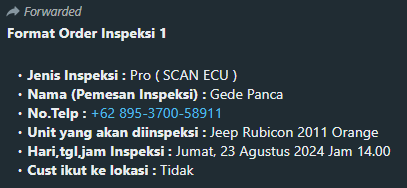 Forwarded
Format Order Inspeksi 1
• Jenis Inspeksi : Pro ( SCAN ECU )
• Nama (Pemesan Inspeksi) : Gede Panca
• No.Telp : +62 895-3700-58911
• Unit yang akan diinspeksi : Jeep Rubicon 2011 Orange
• Hari,tgl,jam Inspeksi : Jumat, 23 Agustus 2024 Jam 14.00
• Cust ikut ke lokasi : Tidak